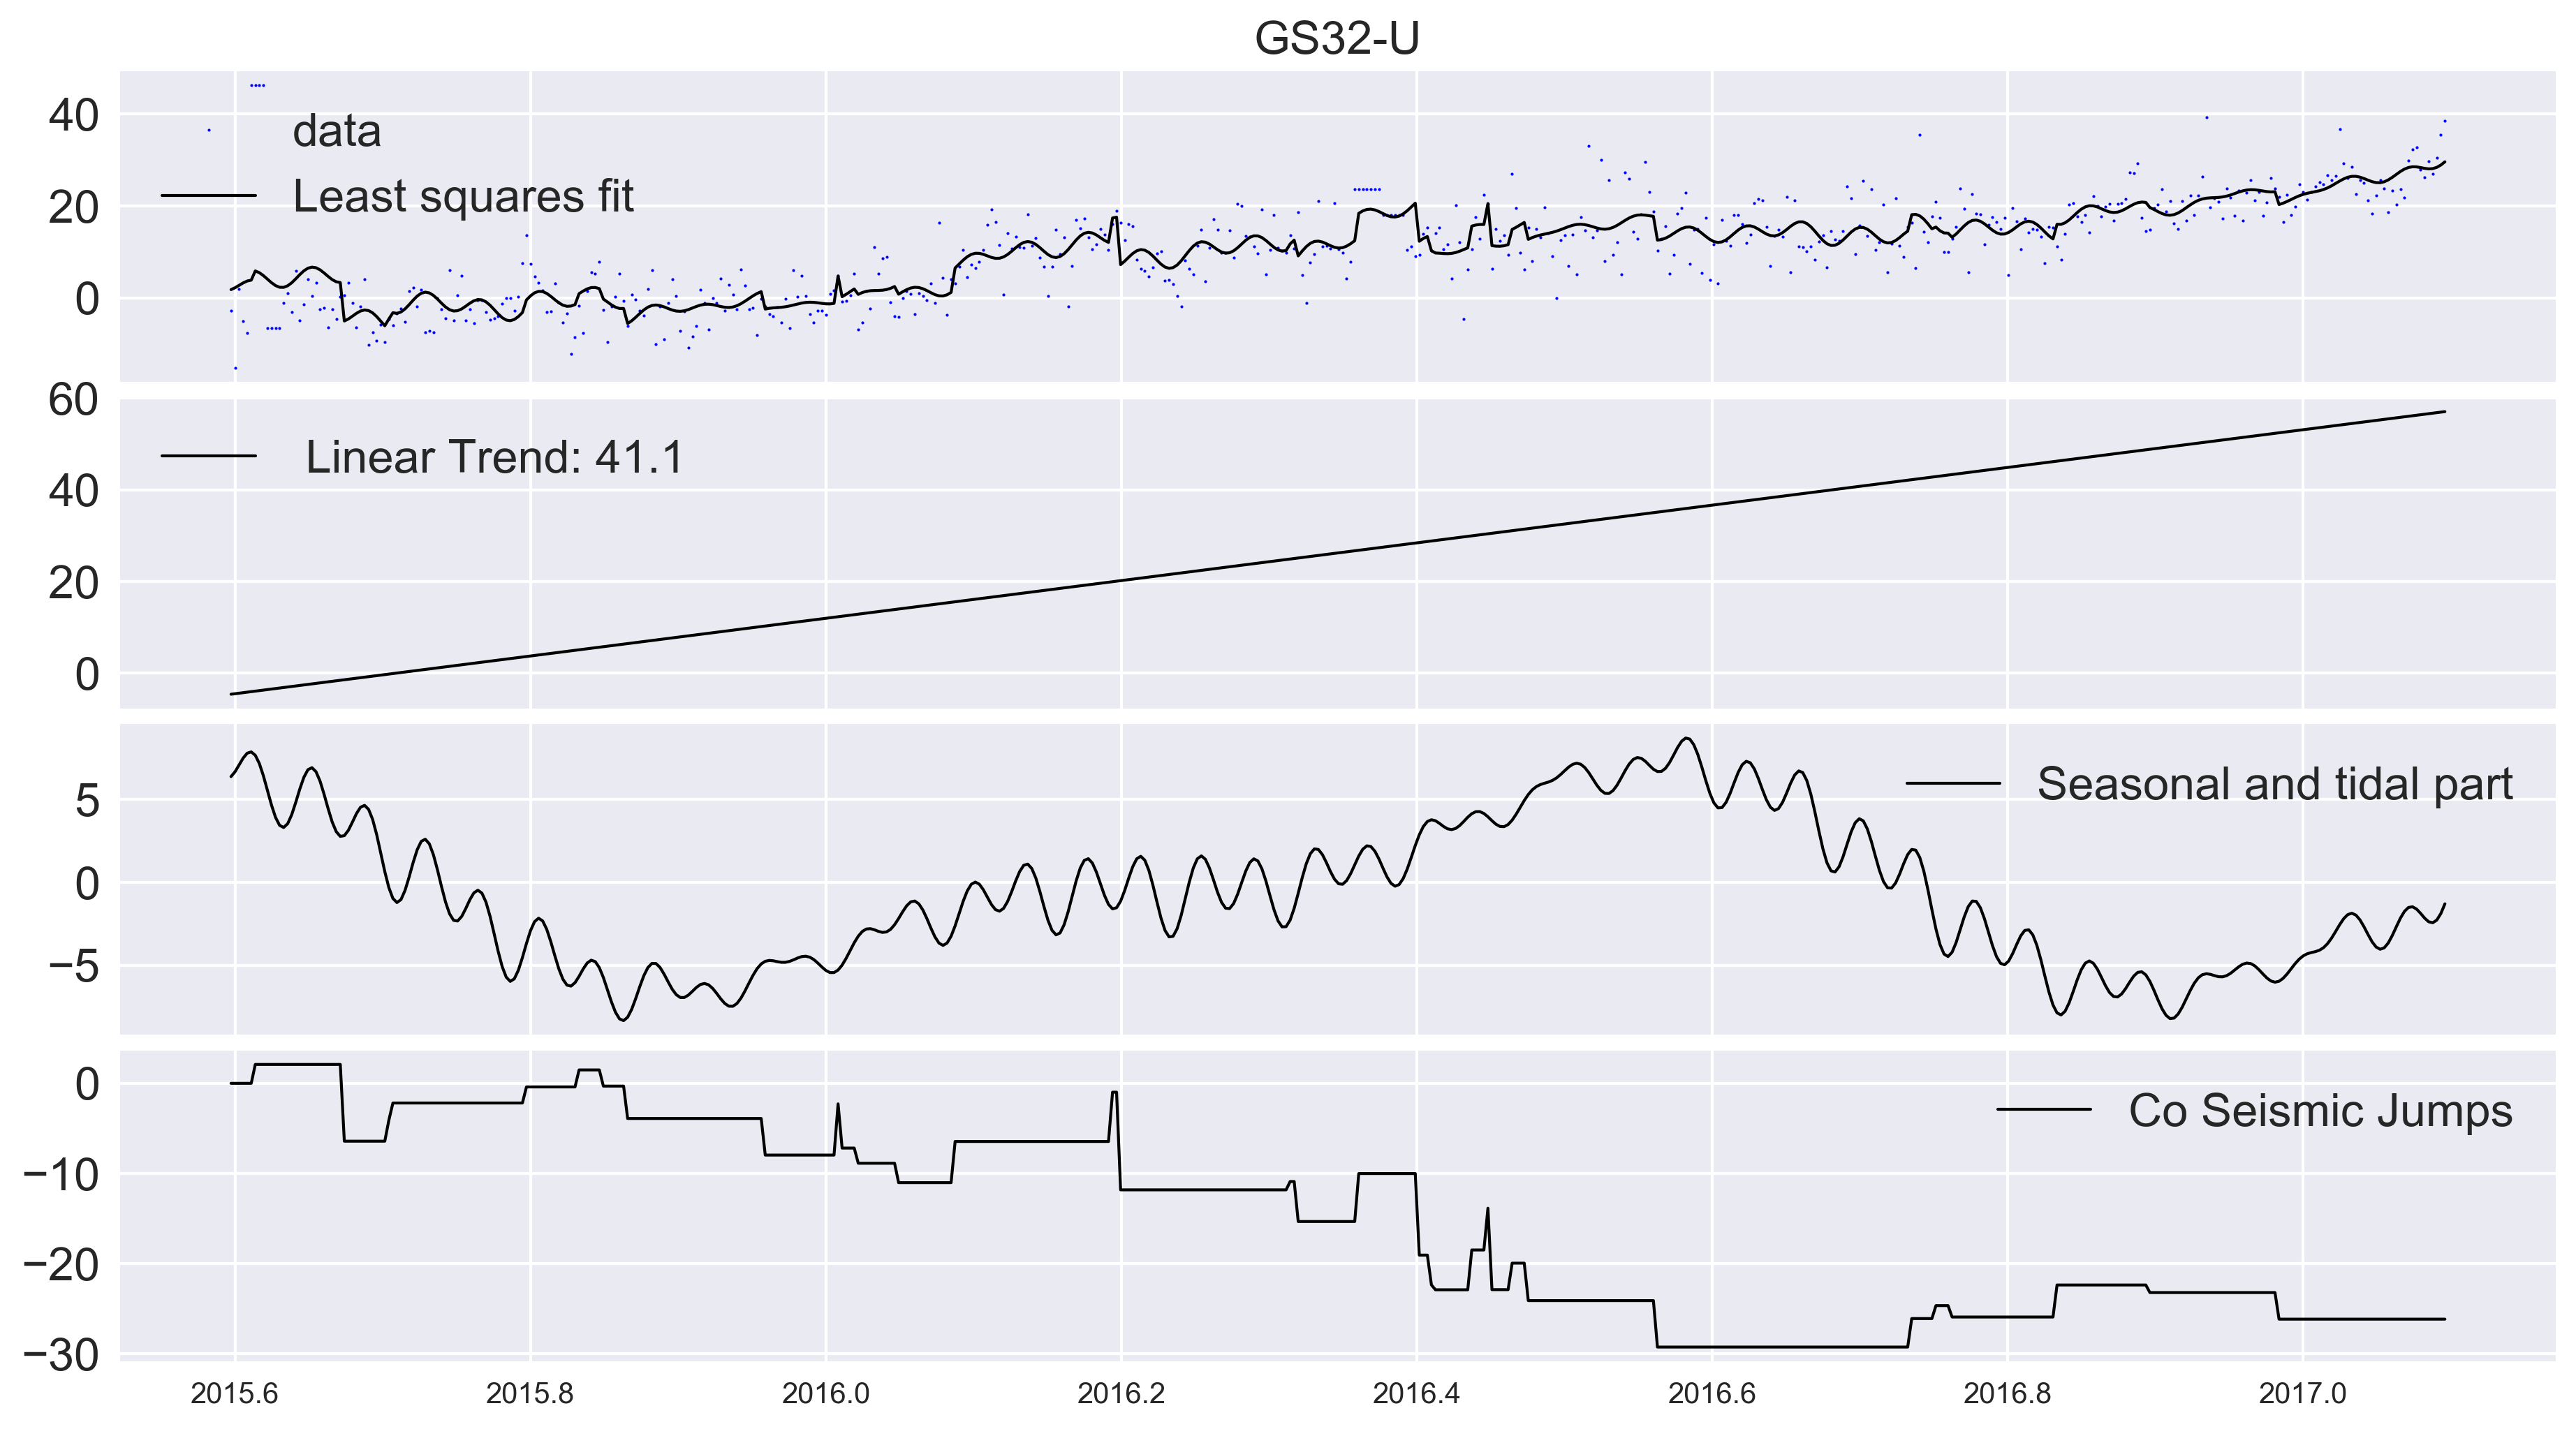 GS32-U
40
20
0
data
Least squares fit
60
40
20
0
Linear Trend: 41.1
5
0
−5
Seasonal and tidal part
0
−10
−20
−30
Co Seismic Jumps
2015.6 2015.8 2016.0 2016.2 2016.4 2016.6 2016.8 2017.0